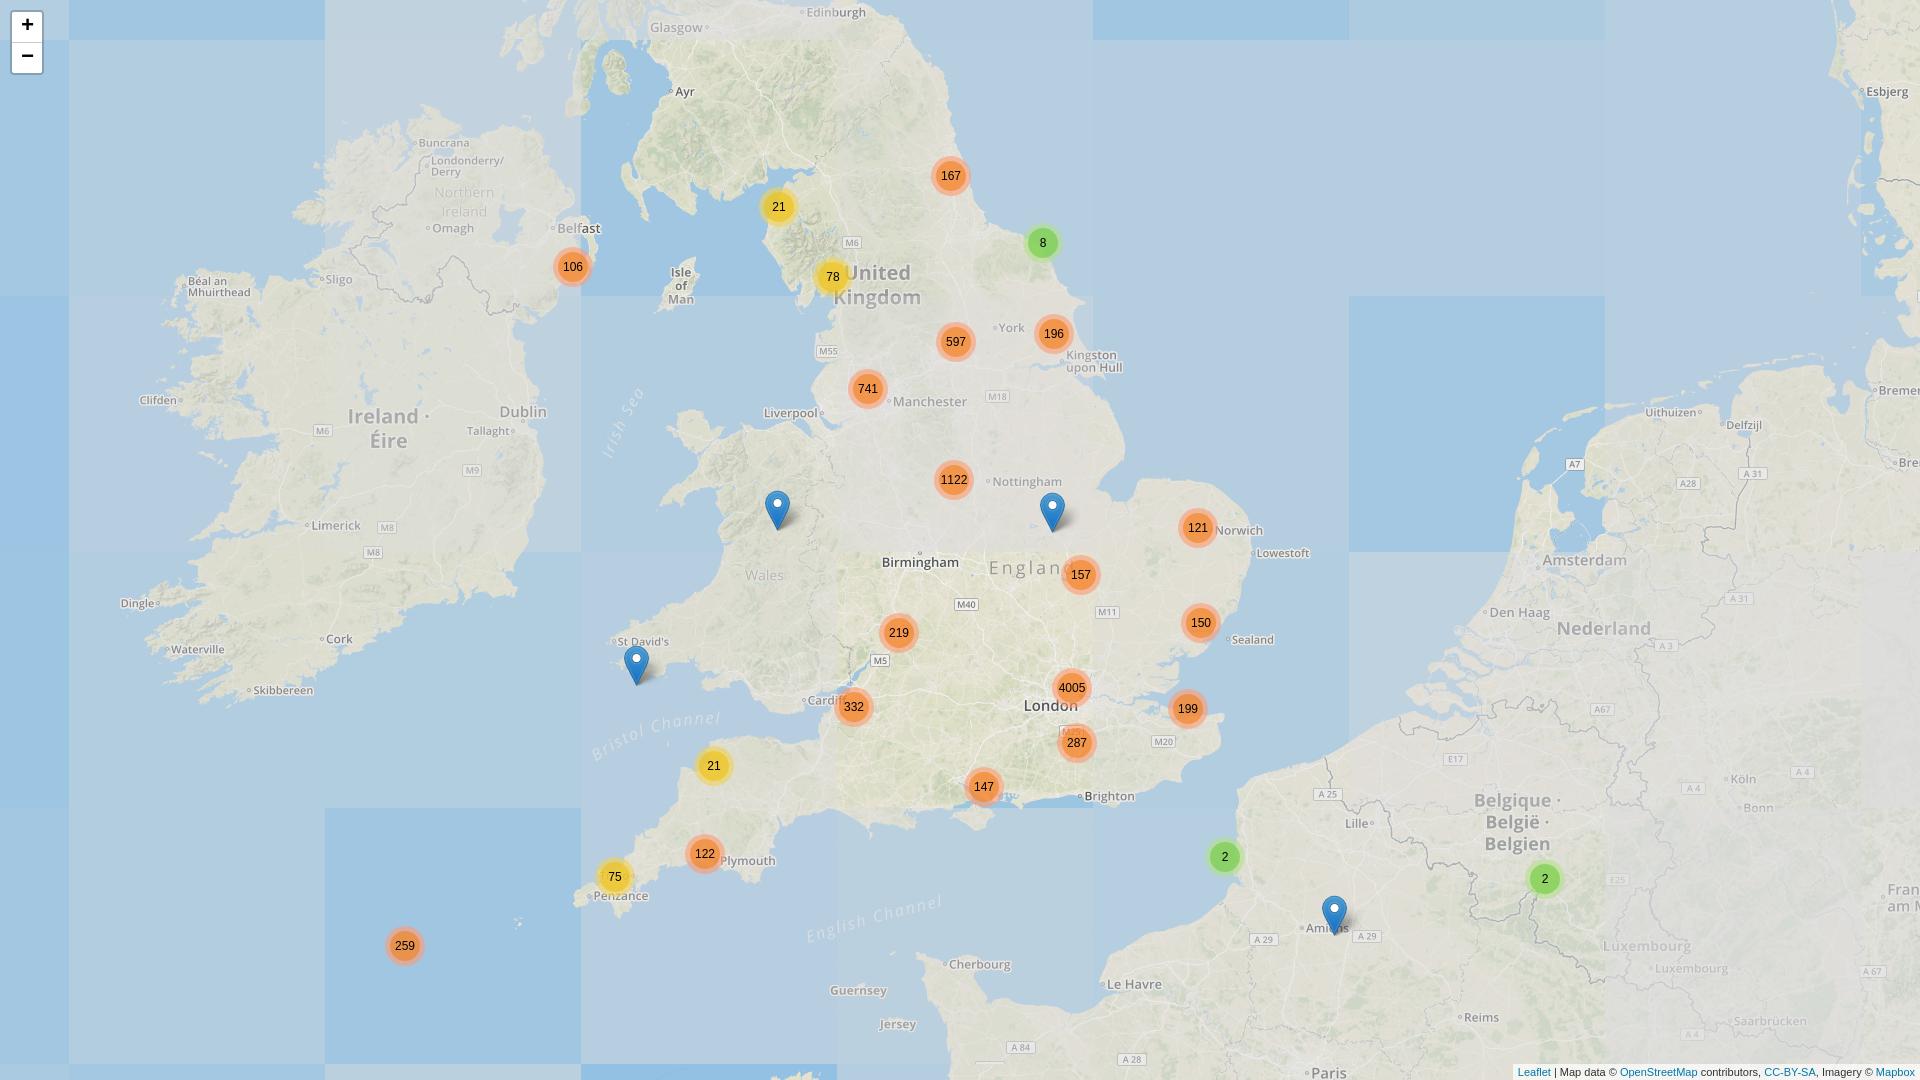 +
−
Edinburgh
Glasgow
Ayr
Esbjerg
Buncrana
Londonderry/
Derry
167
Northern
Ireland
21
Omagh
Belfast
M6
8
106
Isle
of
Man
78
United
Kingdom
Sligo
Béal an
Mhuirthead
York
196
597
M55
Kingston
upon Hull
741
Bremer
Clifden
Manchester
M18
Liverpool
Dublin
Ireland ·
Éire
Tallaght
M6
Irish Sea
Uithuizen
Delfzijl
M9
A7
A 31
Bre
1122
Nottingham
A28
Limerick
M8
M8
121
Norwich
Lowestoft
Birmingham
England
Wales
157
Amsterdam
Dingle
M40
M11
A 31
Den Haag
Nederland
219
150
Sealand
Cork
St David's
A 3
Waterville
M5
Skibbereen
4005
Cardiff
332
London
199
A67
Bristol Channel
287
M20
E17
21
Köln
A 4
147
Brighton
A 25
A 4
Bonn
Belgique ·
België ·
Belgien
Lille
122
Plymouth
2
75
Penzance
2
E25
Fran
am M
English Channel
Amiens
A 29
A 29
259
Luxembourg
Luxembourg
A 67
Cherbourg
Guernsey
Le Havre
Jersey
Reims
Saarbrücken
A 4
A 84
A 28
Paris
Leaflet | Map data © OpenStreetMap contributors, CC-BY-SA, Imagery © Mapbox